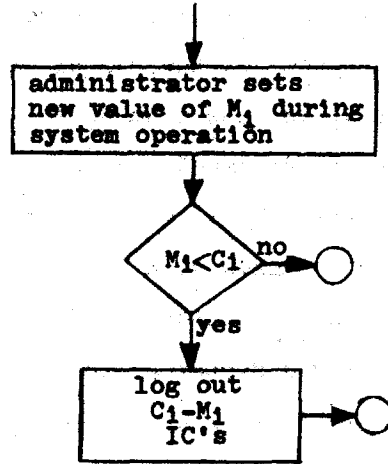 administrator sets
new value of Mi during
system operation
Mi<Ci
no
yes
log out
Ci-Mi
IC's